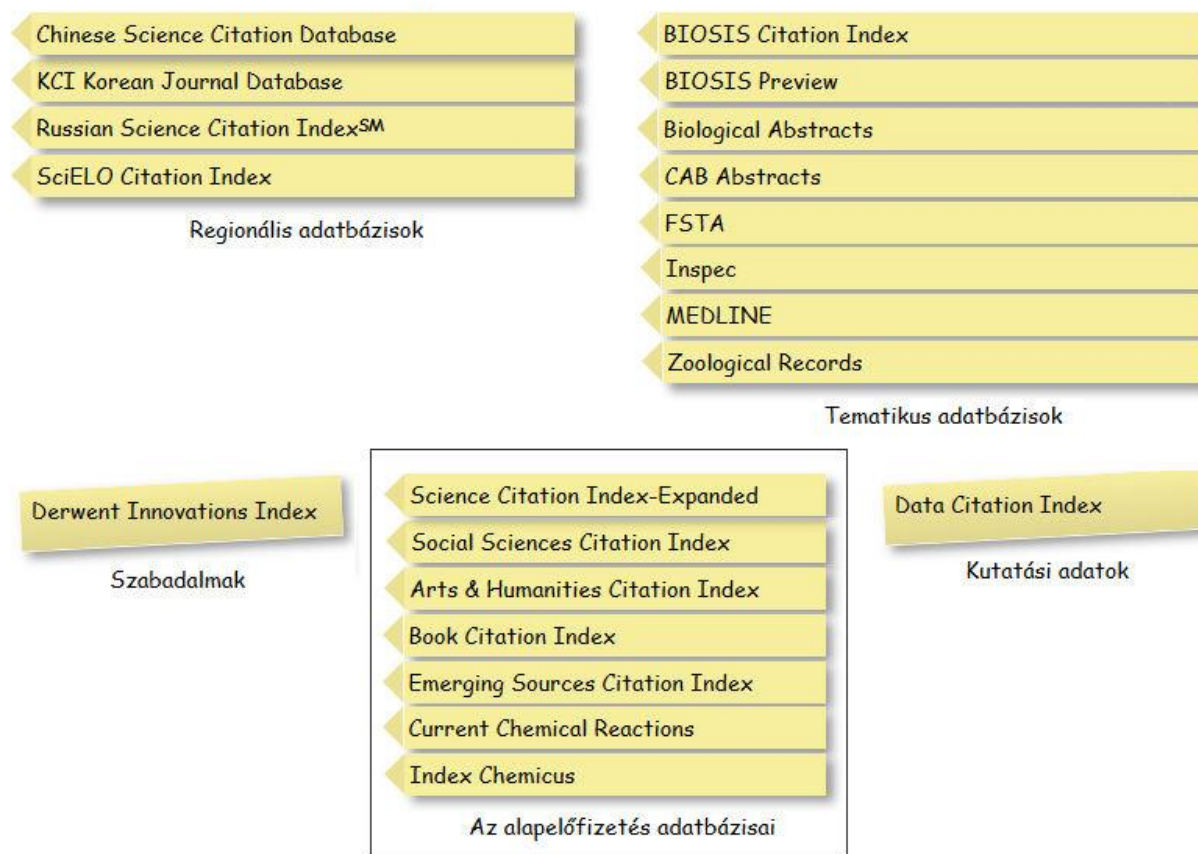 Chinese Science Citation Database
KCI Korean Journal Database
Russian Science Citation Index℠
SciELO Citation Index
Regionális adatbázisok
BIOSIS Citation Index
BIOSIS Preview
Biological Abstracts
CAB Abstracts
FSTA
Inspec
MEDLINE
Zoological Records
Tematikus adatbázisok
Derwent Innovations Index
Szabadalmak
Science Citation Index-Expanded
Social Sciences Citation Index
Arts & Humanities Citation Index
Book Citation Index
Emerging Sources Citation Index
Current Chemical Reactions
Index Chemicus
Az alapelőfizetés adatbázisai
Data Citation Index
Kutatási adatok